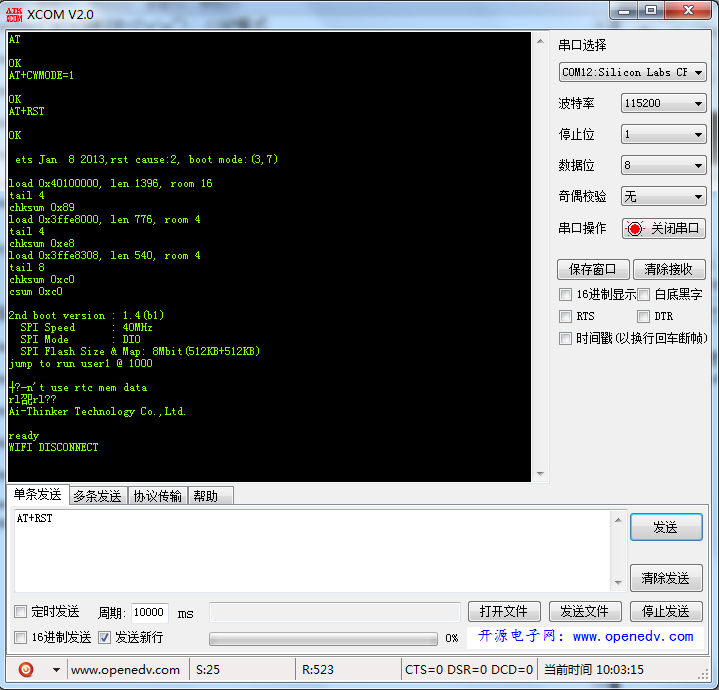 ATK XCOM XCOM V2.0
AT
OK
AT+CWMODE=1
OK
AT+RST
OK
ets Jan  8 2013,rst cause:2, boot mode:(3,7)
load 0x40100000, len 1396, room 16
tail 4
chksum 0x89
load 0x3ffe8000, len 776, room 4
tail 4
chksum 0xe8
load 0x3ffe8308, len 540, room 4
tail 8
chksum 0xc0
csum 0xc0
2nd boot version : 1.4(b1)
SPI Speed      : 40MHz
SPI Mode       : DIO
SPI Flash Size & Map: 8Mbit(512KB+512KB)
jump to run user1 @ 1000
n't use rtc mem data
rl
rl??
Ai-Thinker Technology Co.,Ltd.
ready
WIFI DISCONNECT
串口选择
COM12:Silicon Labs CP
波特率 115200
停止位 1
数据位 8
奇偶校验 无
串口操作 关闭串口
保存窗口 清除接收
16进制显示 白底黑字
RTS DTR
时间戳(以换行回车断帧)
单条发送 多条发送 协议传输 帮助
AT+RST
发送
清除发送
定时发送 周期: 10000 ms 打开文件 发送文件 停止发送
16进制发送 发送新行 0% 开源电子网：www.openedv.com
www.openedv.com S:25 R:523 CTS=0 DSR=0 DCD=0 当前时间 10:03:15